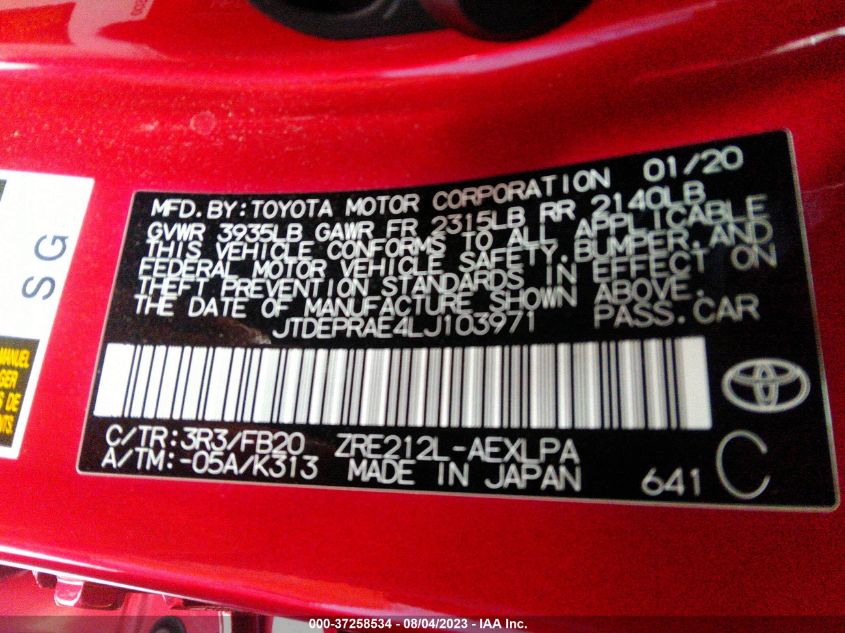 MFD. BY: TOYOTA MOTOR CORPORATION 01/20
GVWR 3935LB GAWR FR 2315LB RR 2140LB
THIS VEHICLE CONFORMS TO ALL APPLICABLE
FEDERAL MOTOR VEHICLE SAFETY, BUMPER, AND
THEFT PREVENTION STANDARDS IN EFFECT ON
THE DATE OF MANUFACTURE SHOWN ABOVE.
JTDEPRAE4LJ103971 PASS. CAR
C/TR: 3R3/FB20 ZRE212L-AEXLPA C
A/TM: -05A/K313 MADE IN JAPAN 641
SG
MANUEL
000-37258534 - 08/04/2023 - IAA Inc.